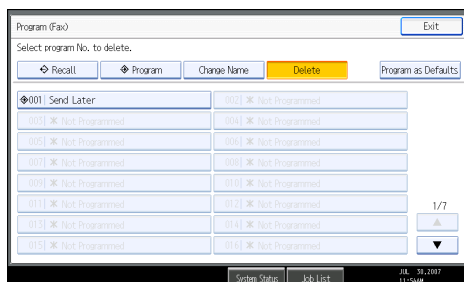 Program (Fax) Exit
Select program No. to delete.
Recall Program Change Name Delete Program as Defaults
001 Send Later 002 Not Programmed
003 Not Programmed 004 Not Programmed
005 Not Programmed 006 Not Programmed
007 Not Programmed 008 Not Programmed
009 Not Programmed 010 Not Programmed
011 Not Programmed 012 Not Programmed
1/7
013 Not Programmed 014 Not Programmed
015 Not Programmed 016 Not Programmed
System Status Job List JUL 30,2007
11:54AM